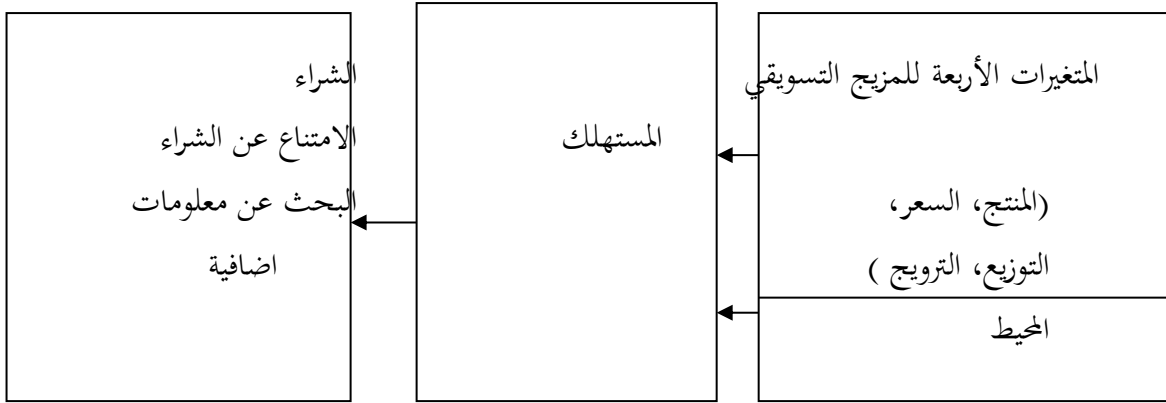 المتغيرات الأربعة للمزيج التسويقي
(المنتج، السعر،
التوزيع، الترويج )
المحيط
المستهلك
الشراء
الامتناع عن الشراء
البحث عن معلومات
اضافية